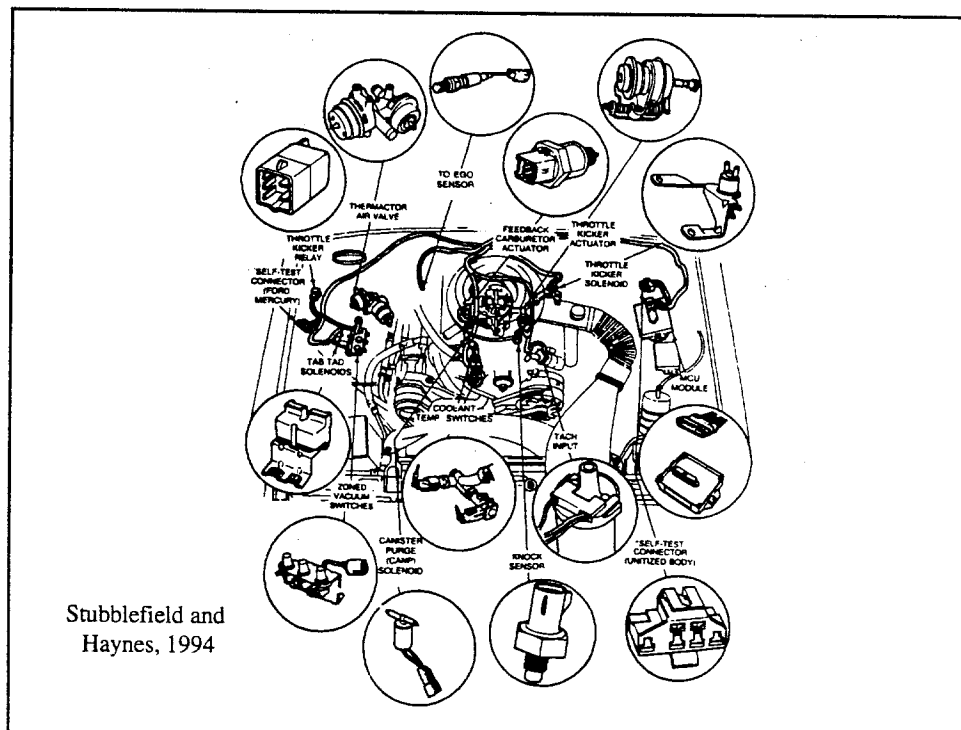 TO EGO
SENSOR
THERMACTOR
AIR VALVE
FEEDBACK
CARBURETOR
ACTUATOR
THROTTLE
KICKER
ACTUATOR
THROTTLE
KICKER
RELAY
THROTTLE
KICKER
SOLENOID
*SELF-TEST
CONNECTOR
(FORD
MERCURY)
TAB TAD
SOLENOIDS
MCU
MODULE
COOLANT
TEMP SWITCHES
TACH
INPUT
ZONED
VACUUM
SWITCHES
CANISTER
PURGE
(CANP)
SOLENOID
KNOCK
SENSOR
*SELF-TEST
CONNECTOR
(UNITIZED BODY)
Stubblefield and
Haynes, 1994